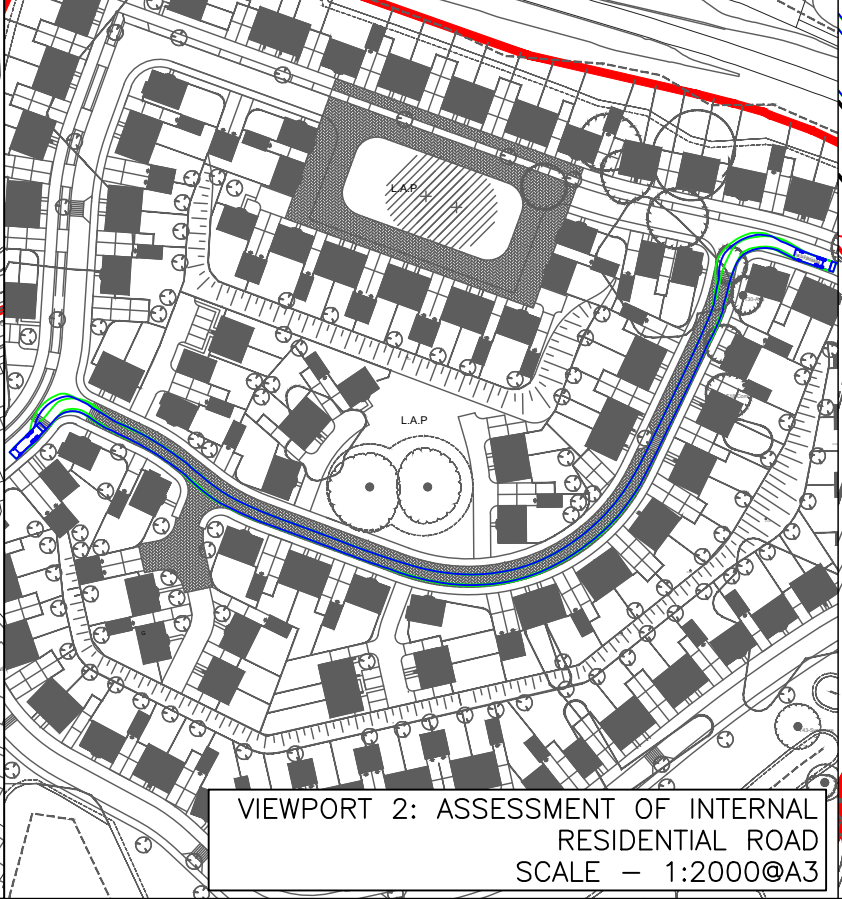 L.A.P
L.A.P
VIEWPORT 2: ASSESSMENT OF INTERNAL
RESIDENTIAL ROAD
SCALE – 1:2000@A3